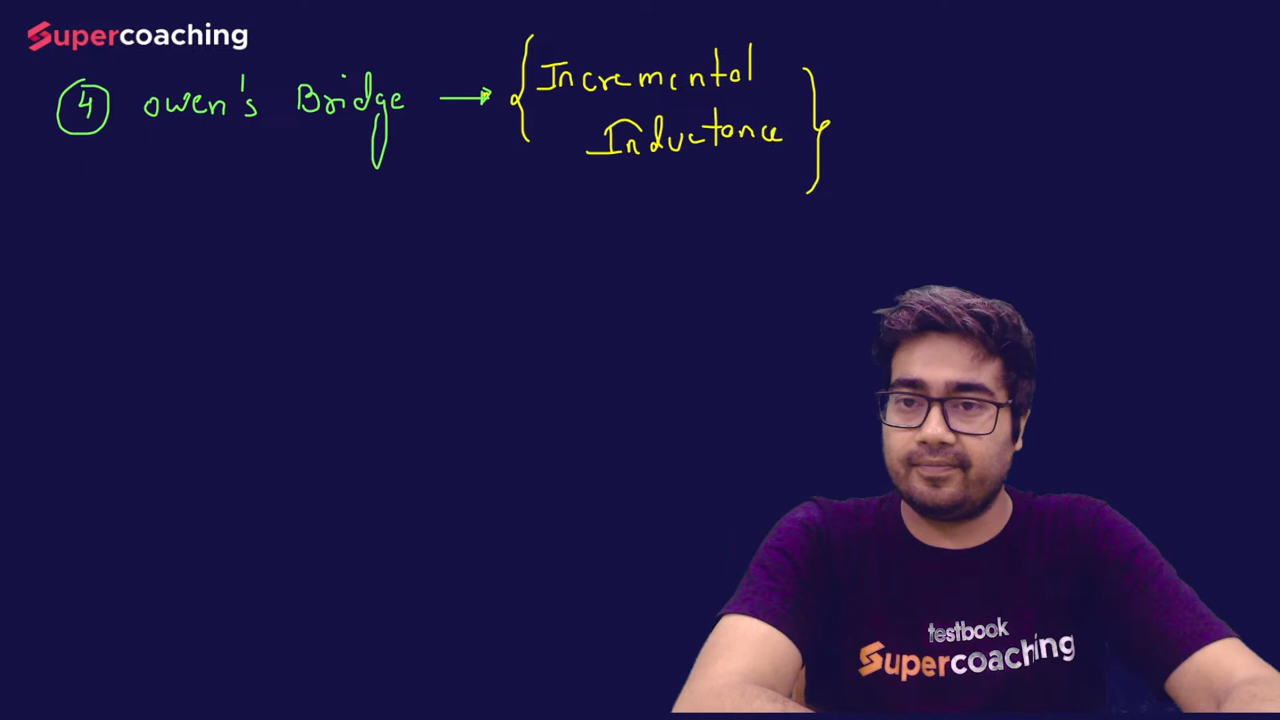 Supercoaching
4 Owen's Bridge → { Incremental
Inductance }
testbook
Supercoaching